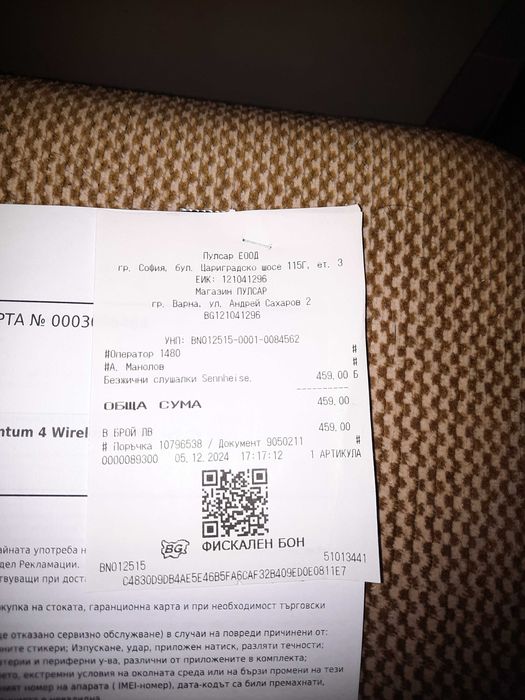 Пулсар ЕООД
гр. София, бул. Цариградско шосе 115Г, ет. 3
ЕИК: 121041296
Магазин ПУЛСАР
гр. Варна, ул. Андрей Сахаров 2
BG121041296
УНП: BN012515-0001-0084562
#Оператор 1480 #
#А. Манолов #
Безжични слушалки Sennheise. 459,00 Б
ОБЩА СУМА 459,00
В БРОЙ ЛВ 459,00
# Поръчка 10796538 / Документ 9050211 #
0000089300 05.12.2024 17:17:12 1 АРТИКУЛА
BG ФИСКАЛЕН БОН
BN012515 51013441
C4830D9DB4AE5E46B5FA6CAF32B409ED0E0811E7
РТА № 0003
ntum 4 Wirel
айната употреба н
дел Рекламации.
твуващи при дост
купка на стоката, гаранционна карта и при необходимост търговски
це отказано сервизно обслужване) в случаи на повреди причинени от:
ните стикери; Изпускане, удар, приложен натиск, разляти течности;
терии и периферни у-ва, различни от приложените в комплекта;
ето, екстремни условия на околната среда или на бързи промени на тези
ният номер на апарата ( IMEI-номер), дата-кодът са били премахнати,